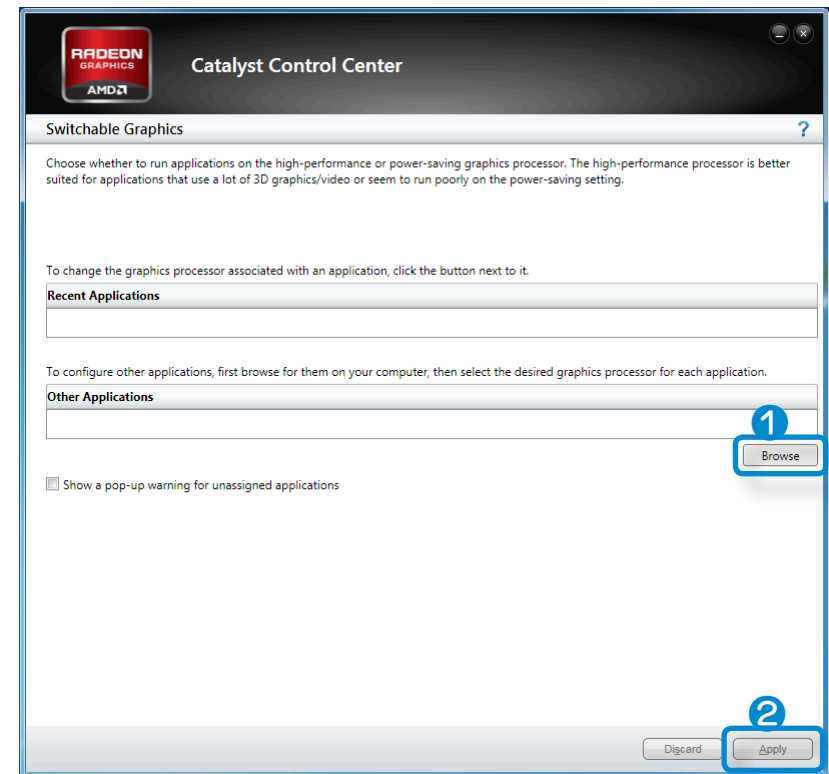 RADEON
GRAPHICS
AMD
Catalyst Control Center
Switchable Graphics
?
Choose whether to run applications on the high-performance or power-saving graphics processor. The high-performance processor is better
suited for applications that use a lot of 3D graphics/video or seem to run poorly on the power-saving setting.
To change the graphics processor associated with an application, click the button next to it.
Recent Applications
To configure other applications, first browse for them on your computer, then select the desired graphics processor for each application.
Other Applications
1
Browse
Show a pop-up warning for unassigned applications
2
Discard
Apply